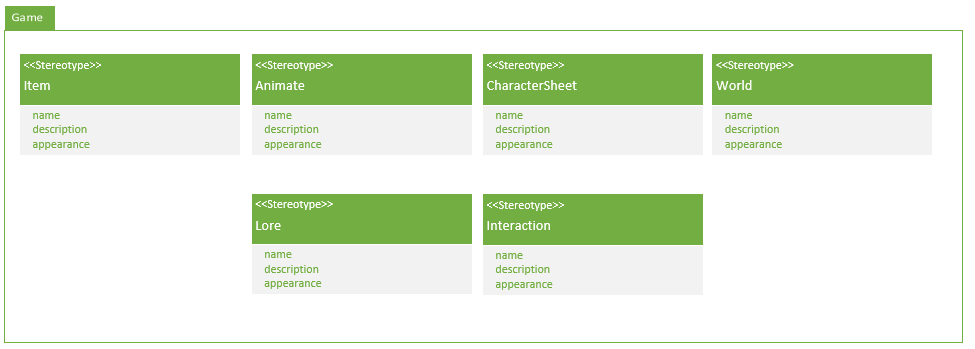 Game
<<Stereotype>>
Item
name
description
appearance
<<Stereotype>>
Animate
name
description
appearance
<<Stereotype>>
CharacterSheet
name
description
appearance
<<Stereotype>>
World
name
description
appearance
<<Stereotype>>
Lore
name
description
appearance
<<Stereotype>>
Interaction
name
description
appearance